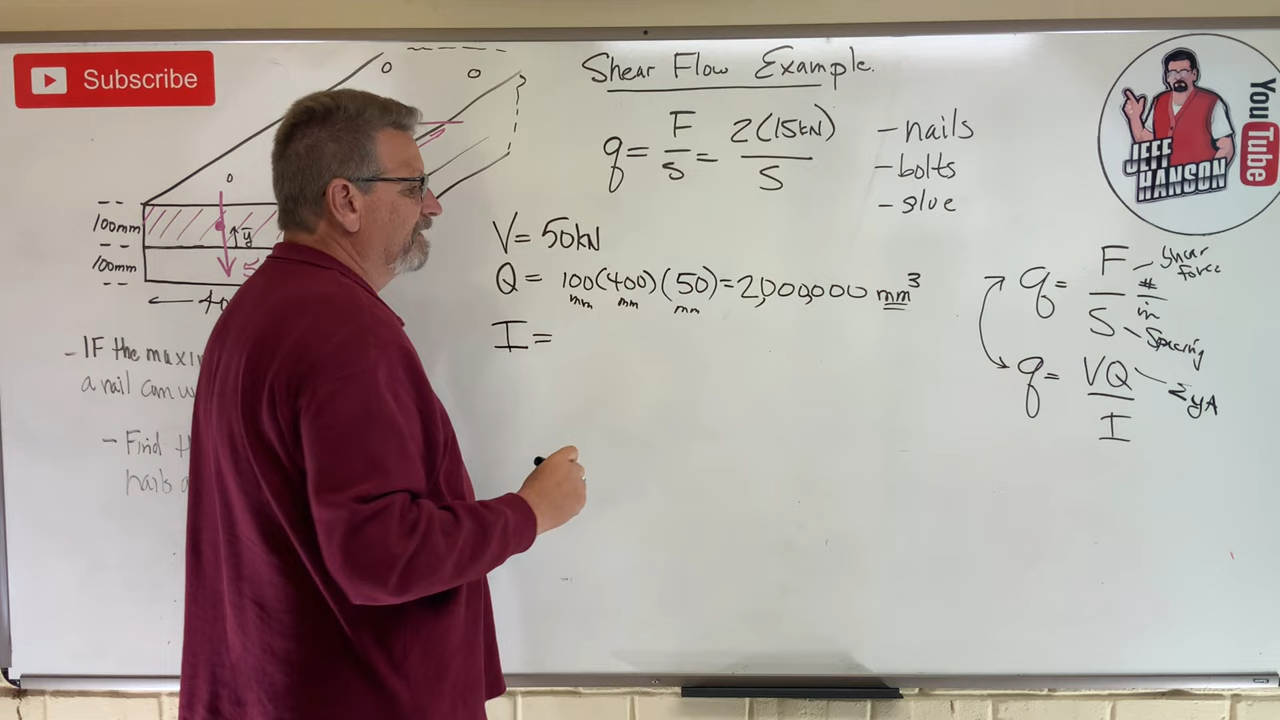 Subscribe
Shear Flow Example.
q = F/S = 2(15kN)/S
- nails
- bolts
- glue
YouTube
JEFF
HANSON
100mm
100mm
ȳ
V = 50kN
Q = 100(400)(50) = 2,000,000 mm³
mm mm mm
I =
q = F/S
Shear
force
#/in
Spacing
q = VQ/I
ΣyA
- IF the
a nail can
- Find
nails